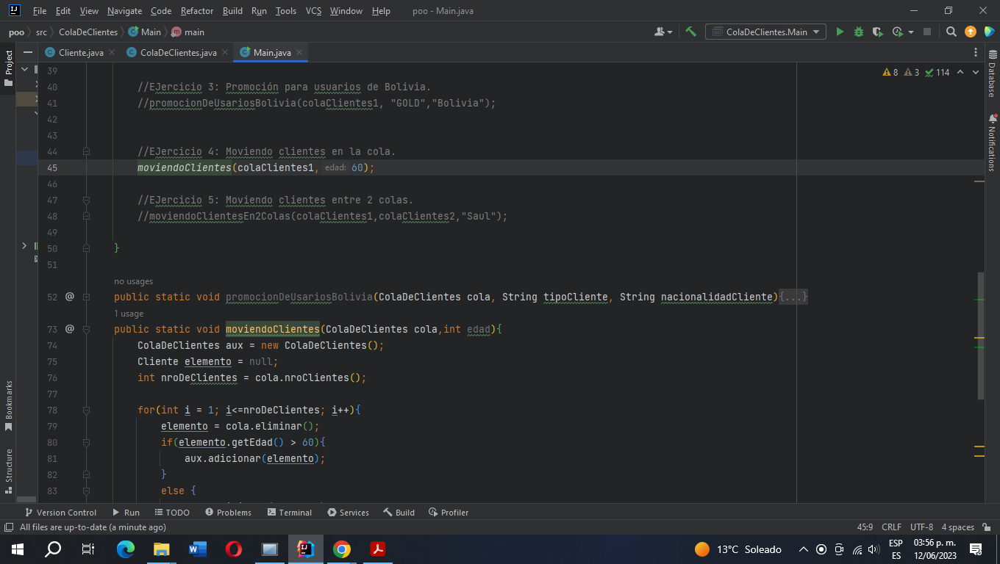 File Edit View Navigate Code Refactor Build Run Tools VCS Window Help poo - Main.java
poo src ColaDeClientes Main main ColaDeClientes.Main
Cliente.java ColaDeClientes.java Main.java
Project
Database
Notifications
Bookmarks
Structure
8 3 114
39
40 //EJercicio 3: Promoción para usuarios de Bolivia.
41 //promocionDeUsariosBolivia(colaClientes1, "GOLD","Bolivia");
42
43
44 //EJercicio 4: Moviendo clientes en la cola.
45 moviendoClientes(colaClientes1, edad: 60);
46
47 //EJercicio 5: Moviendo clientes entre 2 colas.
48 //moviendoClientesEn2Colas(colaClientes1,colaClientes2,"Saul");
49
50 }
51
no usages
52 @ public static void promocionDeUsariosBolivia(ColaDeClientes cola, String tipoCliente, String nacionalidadCliente){...}
1 usage
73 @ public static void moviendoClientes(ColaDeClientes cola,int edad){
74 ColaDeClientes aux = new ColaDeClientes();
75 Cliente elemento = null;
76 int nroDeClientes = cola.nroClientes();
77
78 for(int i = 1; i<=nroDeClientes; i++){
79 elemento = cola.eliminar();
80 if(elemento.getEdad() > 60){
81 aux.adicionar(elemento);
82 }
83 else {
Version Control Run TODO Problems Terminal Services Build Profiler
All files are up-to-date (a minute ago) 45:9 CRLF UTF-8 4 spaces
13°C Soleado ESP 03:56 p. m.
ES 12/06/2023